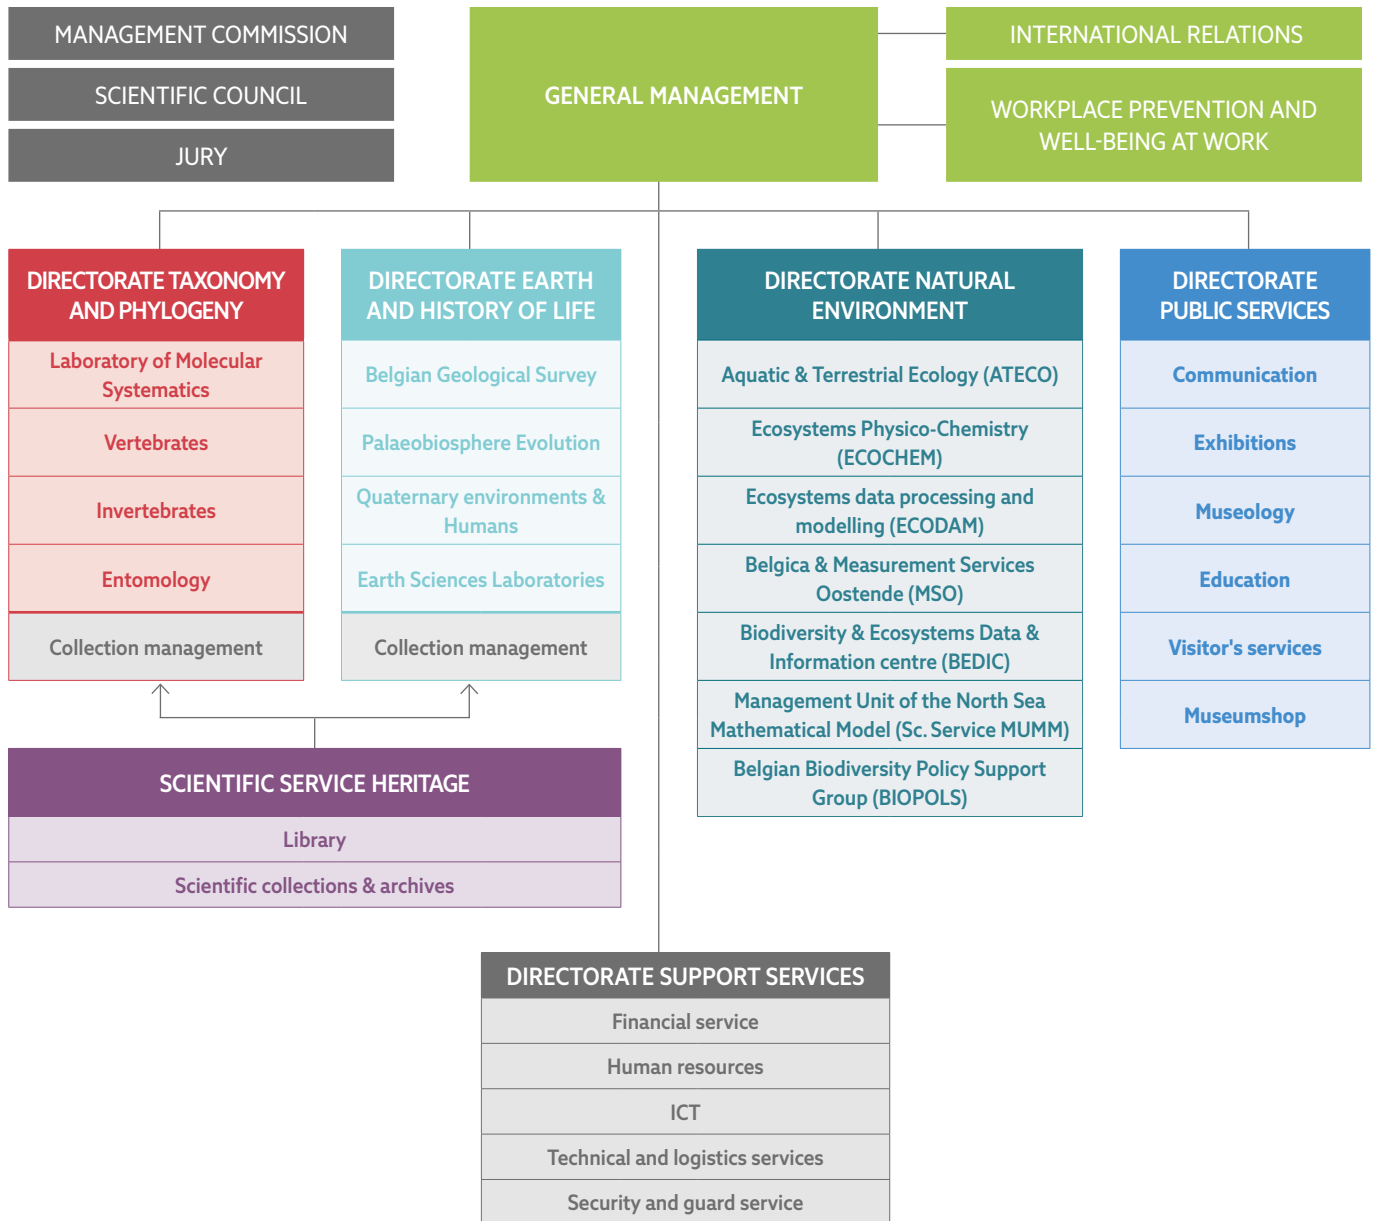 MANAGEMENT COMMISSION
SCIENTIFIC COUNCIL
JURY
GENERAL MANAGEMENT
INTERNATIONAL RELATIONS
WORKPLACE PREVENTION AND
WELL-BEING AT WORK
DIRECTORATE TAXONOMY
AND PHYLOGENY
Laboratory of Molecular
Systematics
Vertebrates
Invertebrates
Entomology
Collection management
DIRECTORATE EARTH
AND HISTORY OF LIFE
Belgian Geological Survey
Palaeobiosphere Evolution
Quaternary environments &
Humans
Earth Sciences Laboratories
Collection management
DIRECTORATE NATURAL
ENVIRONMENT
Aquatic & Terrestrial Ecology (ATECO)
Ecosystems Physico-Chemistry
(ECOCHEM)
Ecosystems data processing and
modelling (ECODAM)
Belgica & Measurement Services
Oostende (MSO)
Biodiversity & Ecosystems Data &
Information centre (BEDIC)
Management Unit of the North Sea
Mathematical Model (Sc. Service MUMM)
Belgian Biodiversity Policy Support
Group (BIOPOLS)
DIRECTORATE
PUBLIC SERVICES
Communication
Exhibitions
Museology
Education
Visitor's services
Museumshop
SCIENTIFIC SERVICE HERITAGE
Library
Scientific collections & archives
DIRECTORATE SUPPORT SERVICES
Financial service
Human resources
ICT
Technical and logistics services
Security and guard service